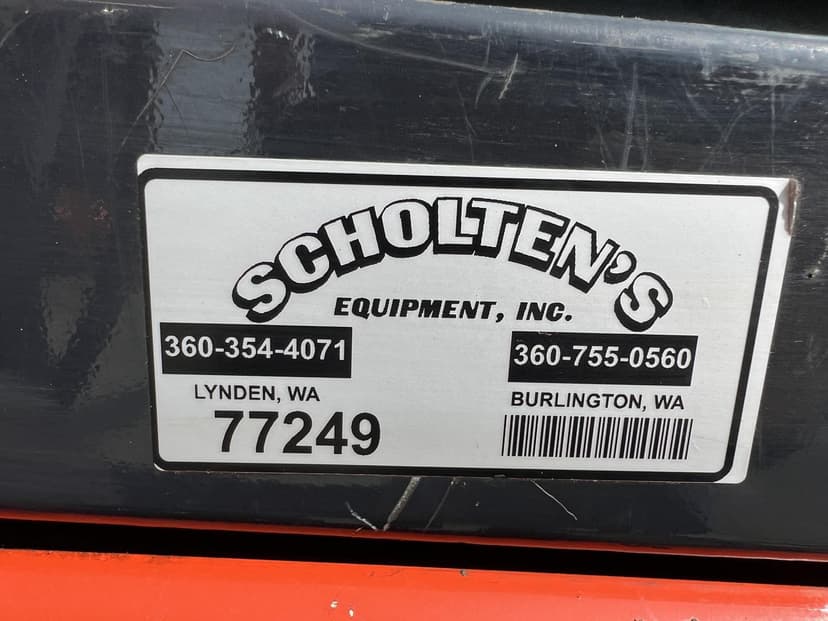 SCHOLTEN'S
EQUIPMENT, INC.
360-354-4071 360-755-0560
LYNDEN, WA BURLINGTON, WA
77249